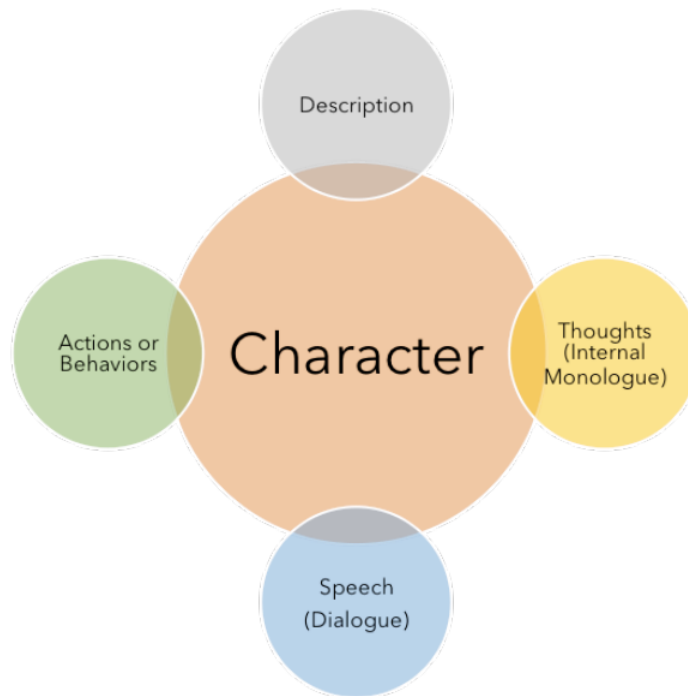 Description
Actions or
Behaviors
Character
Thoughts
(Internal
Monologue)
Speech
(Dialogue)